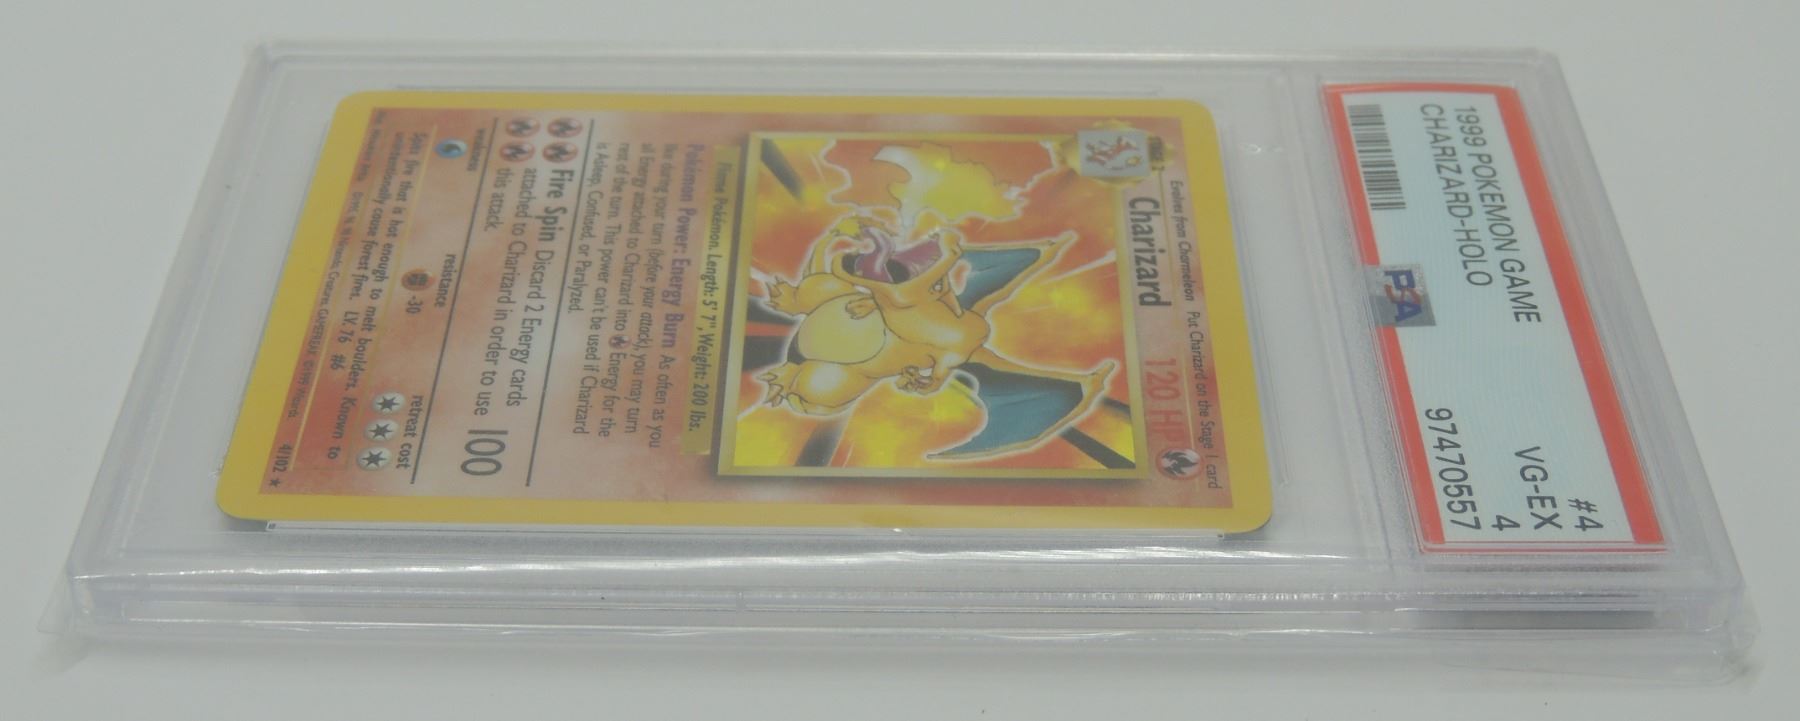 1999 POKEMON GAME #4
CHARIZARD-HOLO VG-EX
4
PSA 97470557
STAGE 2 Evolves from Charmeleon Put Charizard on the Stage 1 card
Charizard 120 HP
Flame Pokémon. Length: 5' 7", Weight: 200 lbs.
Pokémon Power: Energy Burn As often as you
like during your turn (before your attack), you may turn
all Energy attached to Charizard into Energy for the
rest of the turn. This power can't be used if Charizard
is Asleep, Confused, or Paralyzed.
Fire Spin Discard 2 Energy cards
attached to Charizard in order to use
this attack.
100
weakness resistance retreat cost
-30
Spits fire that is hot enough to melt boulders. Known to
unintentionally cause forest fires. LV. 76 #6
4/102